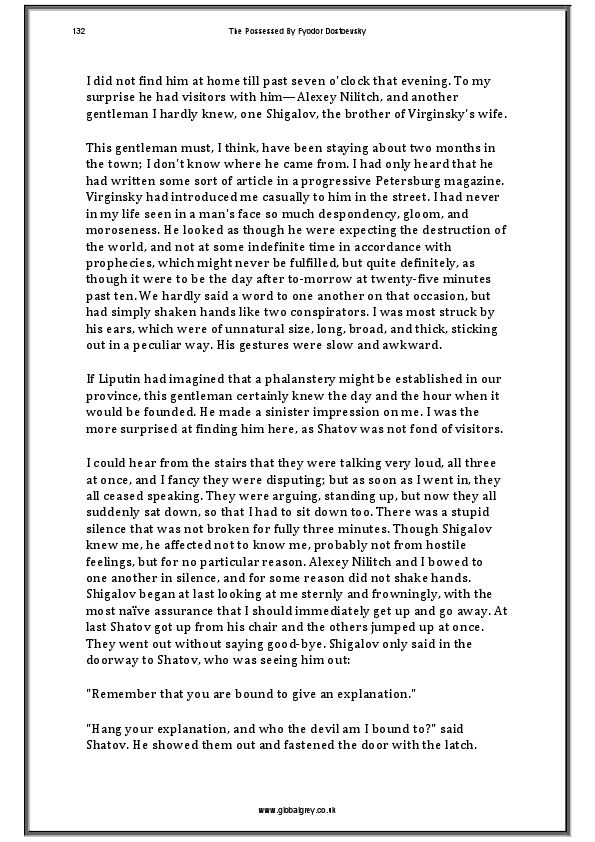 132
The Possessed By Fyodor Dostoevsky
I did not find him at home till past seven o'clock that evening. To my
surprise he had visitors with him—Alexey Nilitch, and another
gentleman I hardly knew, one Shigalov, the brother of Virginsky's wife.
This gentleman must, I think, have been staying about two months in
the town; I don't know where he came from. I had only heard that he
had written some sort of article in a progressive Petersburg magazine.
Virginsky had introduced me casually to him in the street. I had never
in my life seen in a man's face so much despondency, gloom, and
moroseness. He looked as though he were expecting the destruction of
the world, and not at some indefinite time in accordance with
prophecies, which might never be fulfilled, but quite definitely, as
though it were to be the day after to-morrow at twenty-five minutes
past ten. We hardly said a word to one another on that occasion, but
had simply shaken hands like two conspirators. I was most struck by
his ears, which were of unnatural size, long, broad, and thick, sticking
out in a peculiar way. His gestures were slow and awkward.
If Liputin had imagined that a phalanstery might be established in our
province, this gentleman certainly knew the day and the hour when it
would be founded. He made a sinister impression on me. I was the
more surprised at finding him here, as Shatov was not fond of visitors.
I could hear from the stairs that they were talking very loud, all three
at once, and I fancy they were disputing; but as soon as I went in, they
all ceased speaking. They were arguing, standing up, but now they all
suddenly sat down, so that I had to sit down too. There was a stupid
silence that was not broken for fully three minutes. Though Shigalov
knew me, he affected not to know me, probably not from hostile
feelings, but for no particular reason. Alexey Nilitch and I bowed to
one another in silence, and for some reason did not shake hands.
Shigalov began at last looking at me sternly and frowningly, with the
most naïve assurance that I should immediately get up and go away. At
last Shatov got up from his chair and the others jumped up at once.
They went out without saying good-bye. Shigalov only said in the
doorway to Shatov, who was seeing him out:
"Remember that you are bound to give an explanation."
"Hang your explanation, and who the devil am I bound to?" said
Shatov. He showed them out and fastened the door with the latch.
www.globalgrey.co.uk